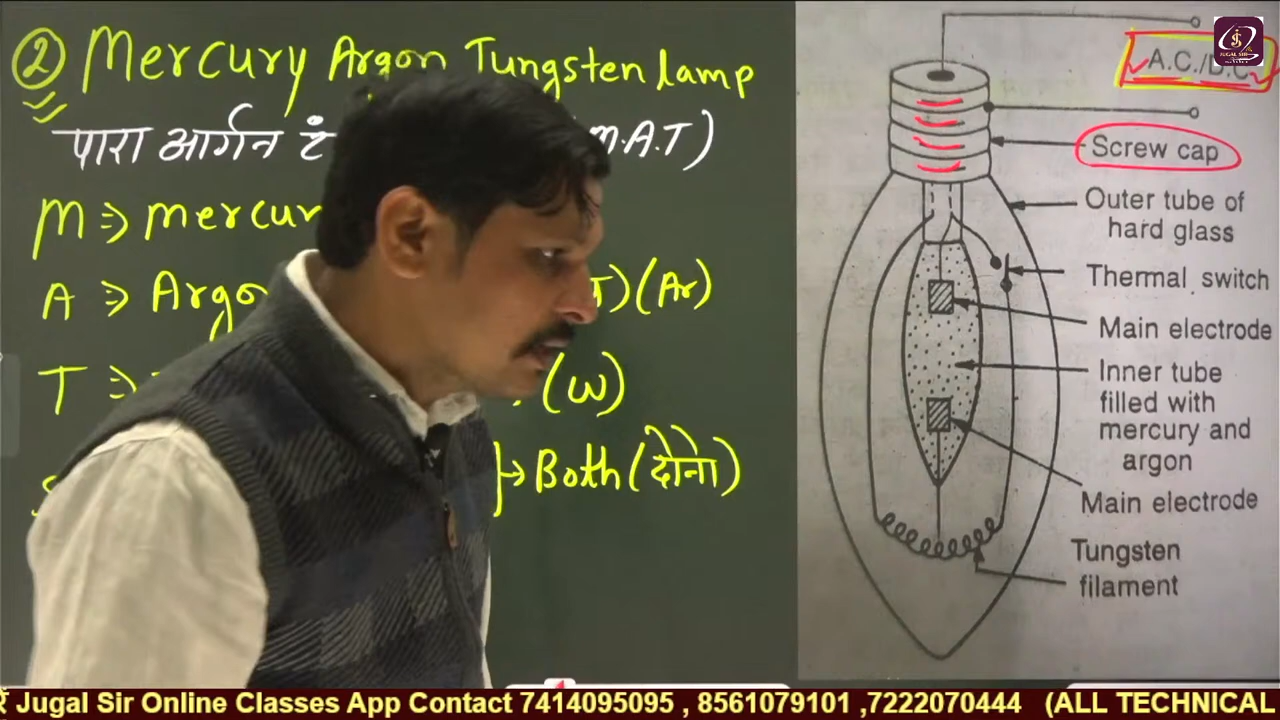 ② Mercury Argon Tungsten lamp
पारा आर्गन टं M.A.T)
M ⇒ mercur
A ⇒ Argo )(Ar)
T ⇒ (W)
→ Both (दोनो)
JUGAL SIR
A.C./D.C
Screw cap
Outer tube of
hard glass
Thermal switch
Main electrode
Inner tube
filled with
mercury and
argon
Main electrode
Tungsten
filament
Jugal Sir Online Classes App Contact 7414095095 , 8561079101 ,7222070444 (ALL TECHNICAL